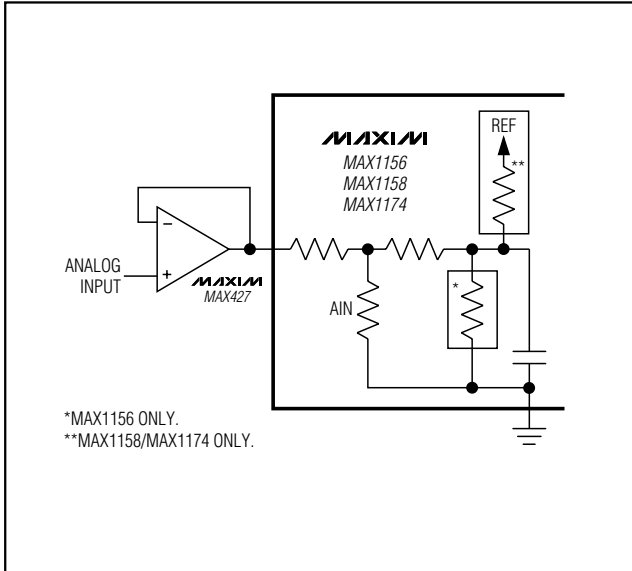 MAXIM
MAX1156
MAX1158
MAX1174
REF
**
−
+
ANALOG
INPUT
MAXIM
MAX427
AIN
*
*MAX1156 ONLY.
**MAX1158/MAX1174 ONLY.